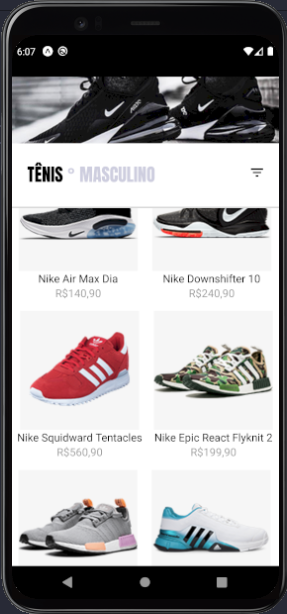 6:07
TÊNIS • MASCULINO
Nike Air Max Dia
Nike Downshifter 10
R$140,90
R$240,90
Nike Squidward Tentacles
Nike Epic React Flyknit 2
R$560,90
R$199,90